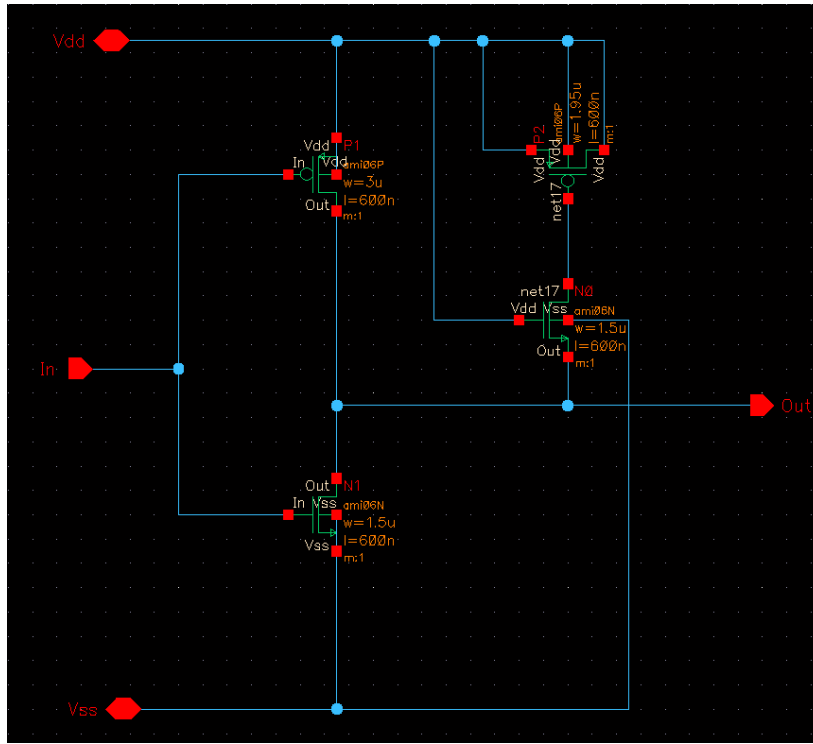 Vdd
Vdd
P1
In
Vdd
ami06P
w=3u
l=600n
Out
m:1
P2
Vdd
Vdd
ami06P
w=1.95u
l=600n
m:1
Vdd
net17
net17
N0
Vdd
Vss
ami06N
w=1.5u
l=600n
Out
m:1
In
Out
Out
N1
In
Vss
ami06N
w=1.5u
l=600n
Vss
m:1
Vss